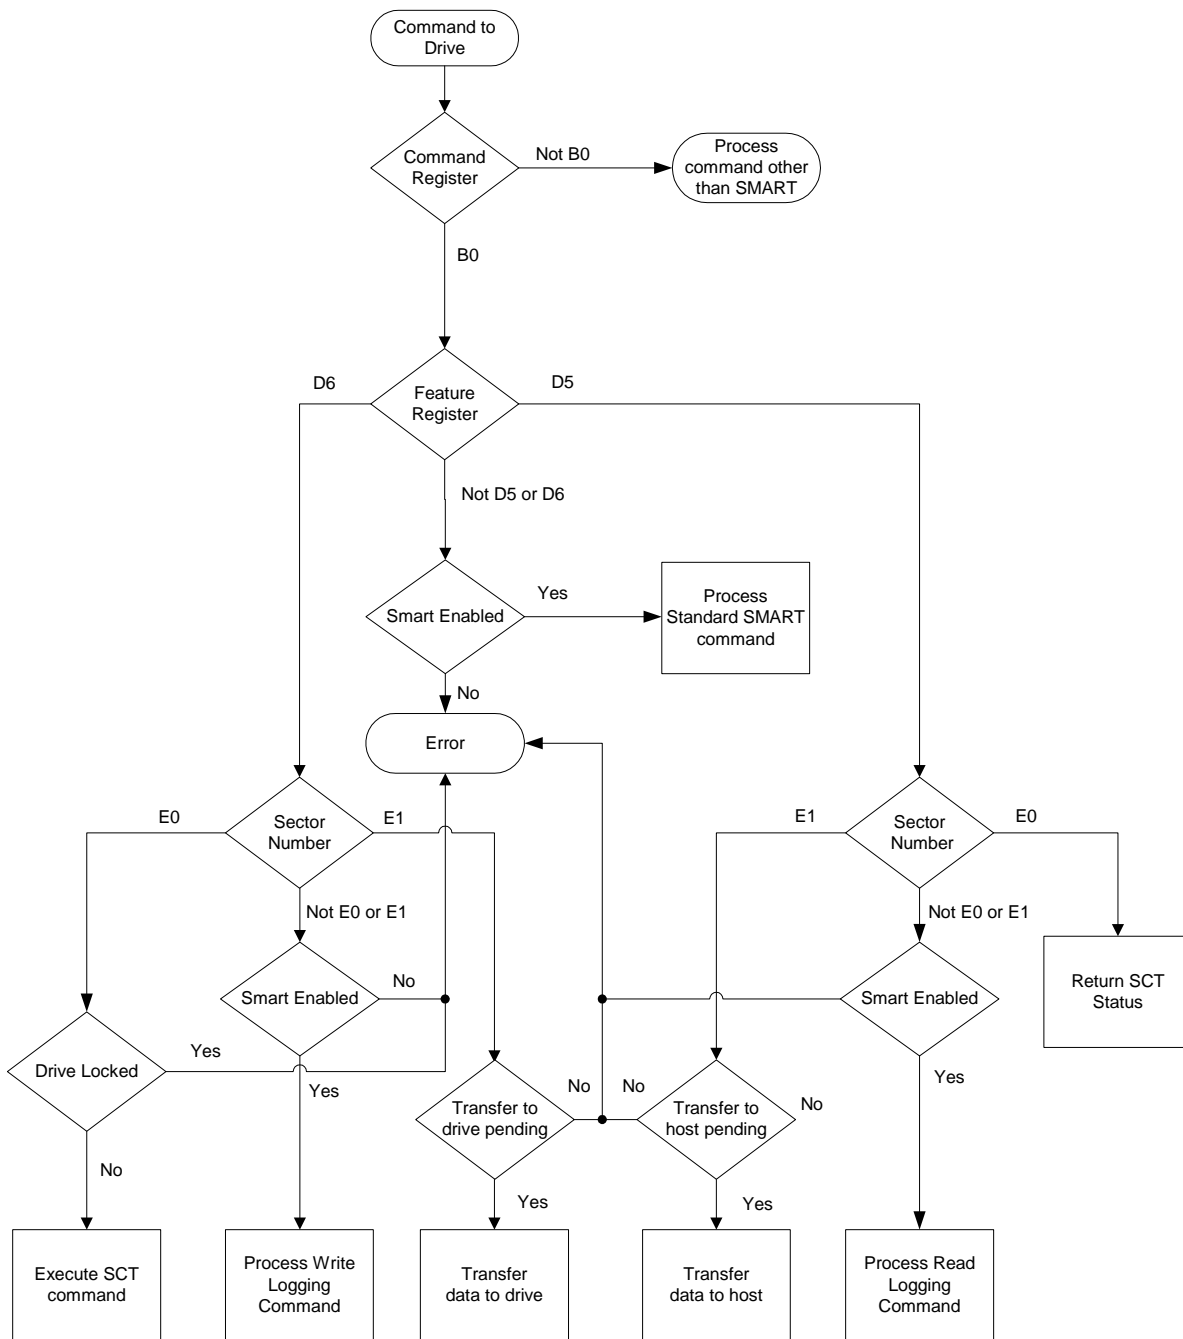 Command to
Drive
Command
Register
Not B0
Process
command other
than SMART
B0
D6
Feature
Register
D5
Not D5 or D6
Smart Enabled
Yes
Process
Standard SMART
command
No
Error
E0
Sector
Number
E1
E1
Sector
Number
E0
Not E0 or E1
Not E0 or E1
Smart Enabled
No
Smart Enabled
Return SCT
Status
Drive Locked
Yes
Yes
No
No
Yes
Transfer to
drive pending
Transfer to
host pending
No
No
Yes
Yes
Execute SCT
command
Process Write
Logging
Command
Transfer
data to drive
Transfer
data to host
Process Read
Logging
Command